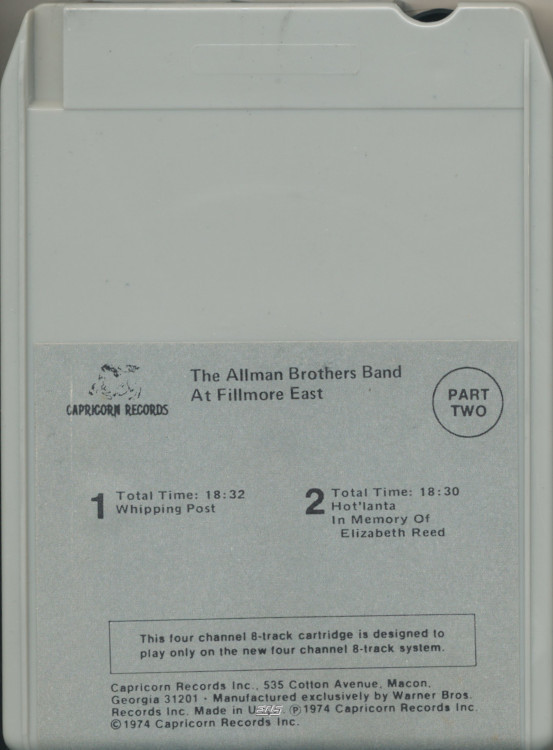 CAPRICORN RECORDS
The Allman Brothers Band
At Fillmore East
PART
TWO
1
Total Time: 18:32
Whipping Post
2
Total Time: 18:30
Hot'lanta
In Memory Of
Elizabeth Reed
This four channel 8-track cartridge is designed to
play only on the new four channel 8-track system.
Capricorn Records Inc., 535 Cotton Avenue, Macon,
Georgia 31201 · Manufactured exclusively by Warner Bros.
Records Inc. Made in ℗1974 Capricorn Records Inc.
©1974 Capricorn Records Inc.